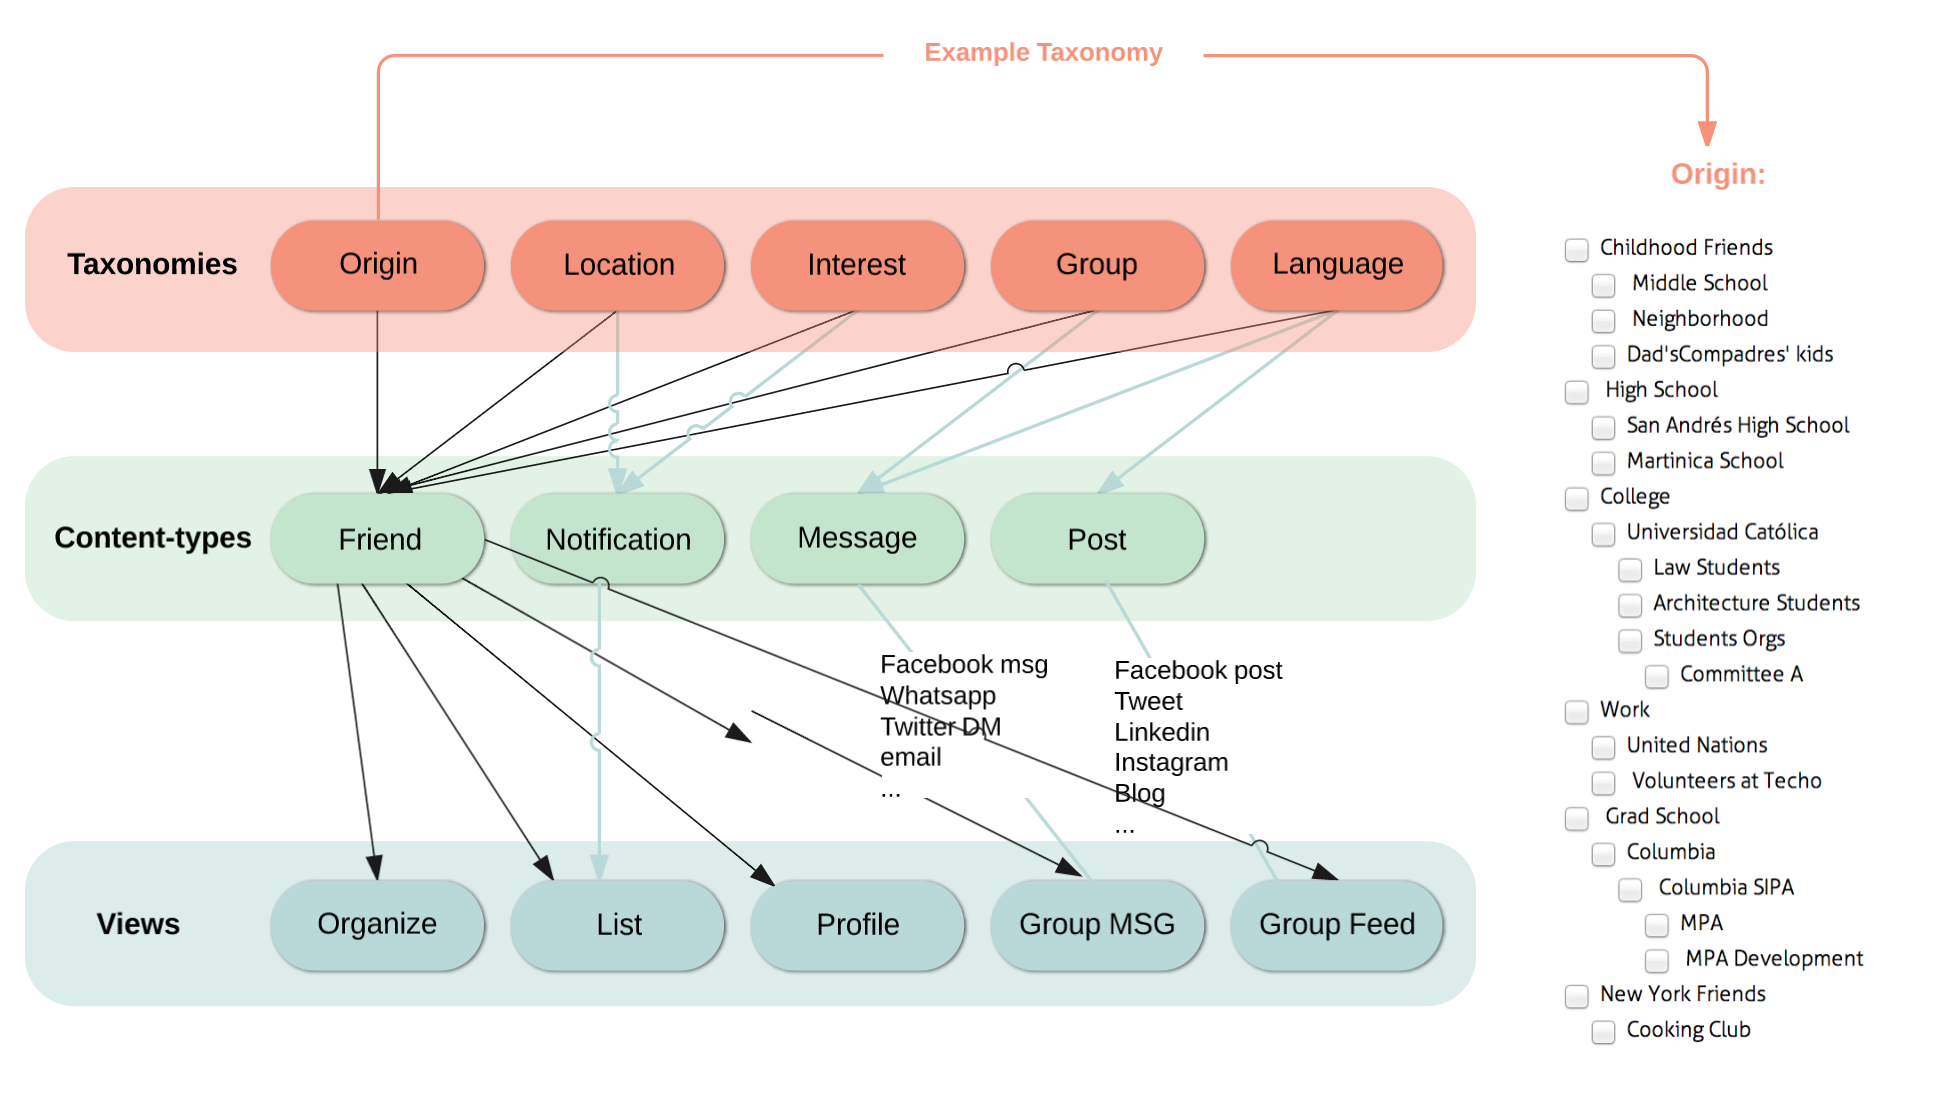 Example Taxonomy
Taxonomies
Origin
Location
Interest
Group
Language
Content-types
Friend
Notification
Message
Post
Facebook msg
Whatsapp
Twitter DM
email
...
Facebook post
Tweet
Linkedin
Instagram
Blog
...
Views
Organize
List
Profile
Group MSG
Group Feed
Origin:
Childhood Friends
Middle School
Neighborhood
Dad'sCompadres' kids
High School
San Andrés High School
Martinica School
College
Universidad Católica
Law Students
Architecture Students
Students Orgs
Committee A
Work
United Nations
Volunteers at Techo
Grad School
Columbia
Columbia SIPA
MPA
MPA Development
New York Friends
Cooking Club